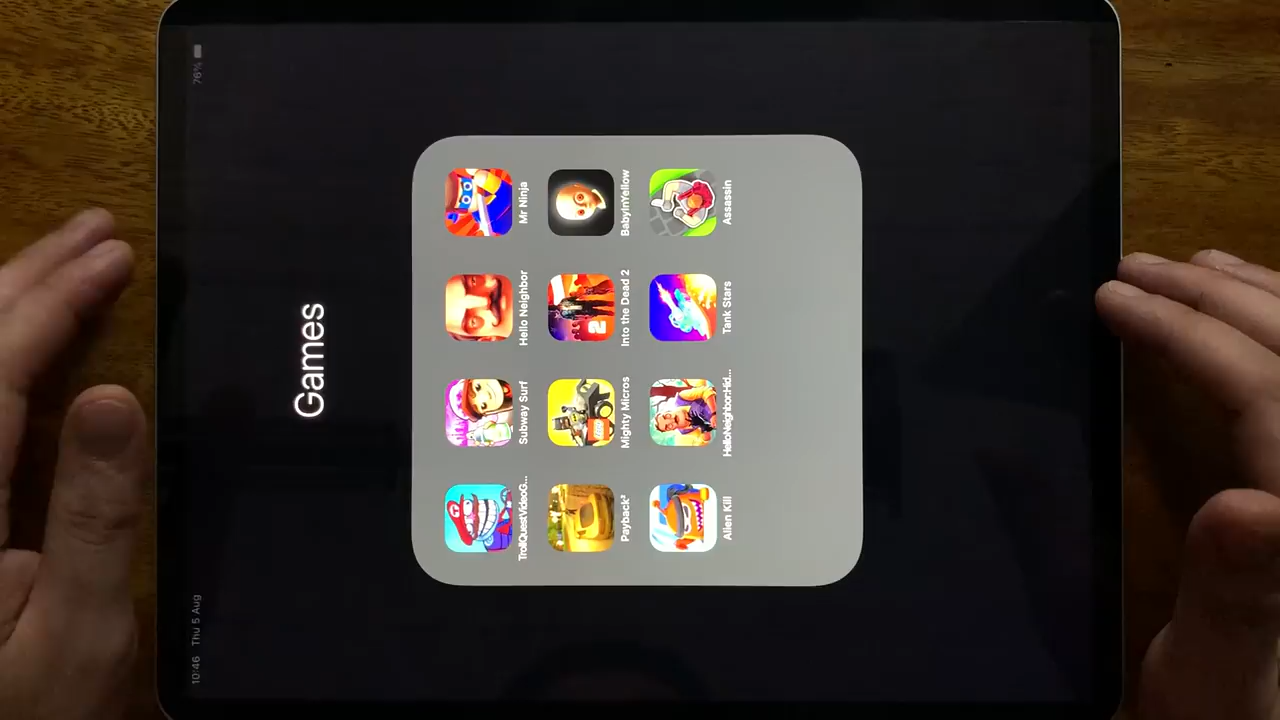 10:46 Thu 5 Aug
76%
Games
TrollQuestVideoG...
Subway Surf
Hello Neighbor
Mr Ninja
Payback²
Mighty Micros
Into the Dead 2
BabyInYellow
Alien Kill!
HelloNeighborHid...
Tank Stars
Assassin